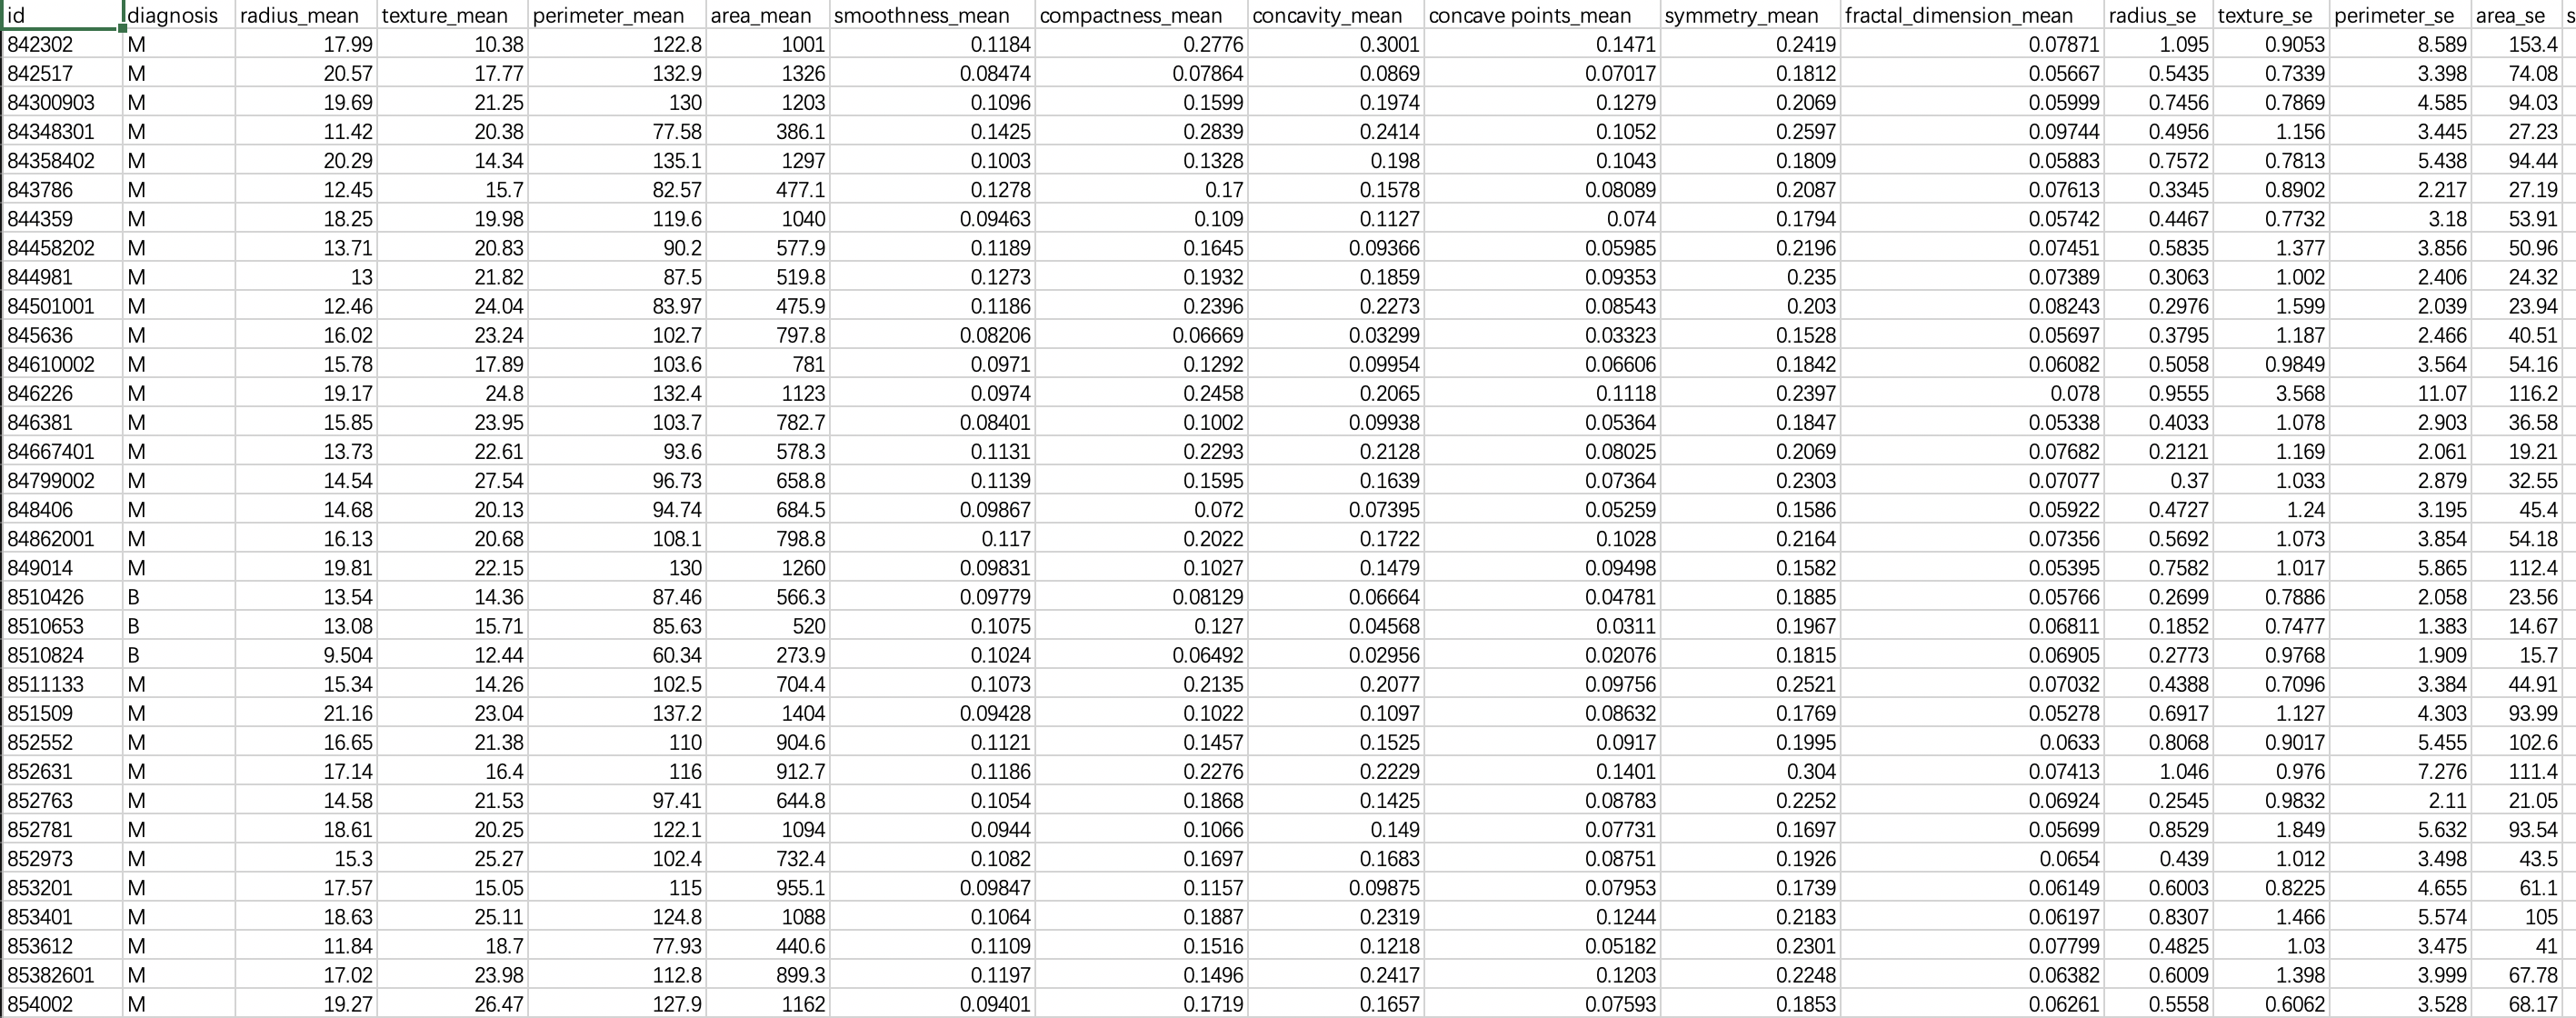 id diagnosis radius_mean texture_mean perimeter_mean area_mean smoothness_mean compactness_mean concavity_mean concave points_mean symmetry_mean fractal_dimension_mean radius_se texture_se perimeter_se area_se s
842302 M 17.99 10.38 122.8 1001 0.1184 0.2776 0.3001 0.1471 0.2419 0.07871 1.095 0.9053 8.589 153.4
842517 M 20.57 17.77 132.9 1326 0.08474 0.07864 0.0869 0.07017 0.1812 0.05667 0.5435 0.7339 3.398 74.08
84300903 M 19.69 21.25 130 1203 0.1096 0.1599 0.1974 0.1279 0.2069 0.05999 0.7456 0.7869 4.585 94.03
84348301 M 11.42 20.38 77.58 386.1 0.1425 0.2839 0.2414 0.1052 0.2597 0.09744 0.4956 1.156 3.445 27.23
84358402 M 20.29 14.34 135.1 1297 0.1003 0.1328 0.198 0.1043 0.1809 0.05883 0.7572 0.7813 5.438 94.44
843786 M 12.45 15.7 82.57 477.1 0.1278 0.17 0.1578 0.08089 0.2087 0.07613 0.3345 0.8902 2.217 27.19
844359 M 18.25 19.98 119.6 1040 0.09463 0.109 0.1127 0.074 0.1794 0.05742 0.4467 0.7732 3.18 53.91
84458202 M 13.71 20.83 90.2 577.9 0.1189 0.1645 0.09366 0.05985 0.2196 0.07451 0.5835 1.377 3.856 50.96
844981 M 13 21.82 87.5 519.8 0.1273 0.1932 0.1859 0.09353 0.235 0.07389 0.3063 1.002 2.406 24.32
84501001 M 12.46 24.04 83.97 475.9 0.1186 0.2396 0.2273 0.08543 0.203 0.08243 0.2976 1.599 2.039 23.94
845636 M 16.02 23.24 102.7 797.8 0.08206 0.06669 0.03299 0.03323 0.1528 0.05697 0.3795 1.187 2.466 40.51
84610002 M 15.78 17.89 103.6 781 0.0971 0.1292 0.09954 0.06606 0.1842 0.06082 0.5058 0.9849 3.564 54.16
846226 M 19.17 24.8 132.4 1123 0.0974 0.2458 0.2065 0.1118 0.2397 0.078 0.9555 3.568 11.07 116.2
846381 M 15.85 23.95 103.7 782.7 0.08401 0.1002 0.09938 0.05364 0.1847 0.05338 0.4033 1.078 2.903 36.58
84667401 M 13.73 22.61 93.6 578.3 0.1131 0.2293 0.2128 0.08025 0.2069 0.07682 0.2121 1.169 2.061 19.21
84799002 M 14.54 27.54 96.73 658.8 0.1139 0.1595 0.1639 0.07364 0.2303 0.07077 0.37 1.033 2.879 32.55
848406 M 14.68 20.13 94.74 684.5 0.09867 0.072 0.07395 0.05259 0.1586 0.05922 0.4727 1.24 3.195 45.4
84862001 M 16.13 20.68 108.1 798.8 0.117 0.2022 0.1722 0.1028 0.2164 0.07356 0.5692 1.073 3.854 54.18
849014 M 19.81 22.15 130 1260 0.09831 0.1027 0.1479 0.09498 0.1582 0.05395 0.7582 1.017 5.865 112.4
8510426 B 13.54 14.36 87.46 566.3 0.09779 0.08129 0.06664 0.04781 0.1885 0.05766 0.2699 0.7886 2.058 23.56
8510653 B 13.08 15.71 85.63 520 0.1075 0.127 0.04568 0.0311 0.1967 0.06811 0.1852 0.7477 1.383 14.67
8510824 B 9.504 12.44 60.34 273.9 0.1024 0.06492 0.02956 0.02076 0.1815 0.06905 0.2773 0.9768 1.909 15.7
8511133 M 15.34 14.26 102.5 704.4 0.1073 0.2135 0.2077 0.09756 0.2521 0.07032 0.4388 0.7096 3.384 44.91
851509 M 21.16 23.04 137.2 1404 0.09428 0.1022 0.1097 0.08632 0.1769 0.05278 0.6917 1.127 4.303 93.99
852552 M 16.65 21.38 110 904.6 0.1121 0.1457 0.1525 0.0917 0.1995 0.0633 0.8068 0.9017 5.455 102.6
852631 M 17.14 16.4 116 912.7 0.1186 0.2276 0.2229 0.1401 0.304 0.07413 1.046 0.976 7.276 111.4
852763 M 14.58 21.53 97.41 644.8 0.1054 0.1868 0.1425 0.08783 0.2252 0.06924 0.2545 0.9832 2.11 21.05
852781 M 18.61 20.25 122.1 1094 0.0944 0.1066 0.149 0.07731 0.1697 0.05699 0.8529 1.849 5.632 93.54
852973 M 15.3 25.27 102.4 732.4 0.1082 0.1697 0.1683 0.08751 0.1926 0.0654 0.439 1.012 3.498 43.5
853201 M 17.57 15.05 115 955.1 0.09847 0.1157 0.09875 0.07953 0.1739 0.06149 0.6003 0.8225 4.655 61.1
853401 M 18.63 25.11 124.8 1088 0.1064 0.1887 0.2319 0.1244 0.2183 0.06197 0.8307 1.466 5.574 105
853612 M 11.84 18.7 77.93 440.6 0.1109 0.1516 0.1218 0.05182 0.2301 0.07799 0.4825 1.03 3.475 41
85382601 M 17.02 23.98 112.8 899.3 0.1197 0.1496 0.2417 0.1203 0.2248 0.06382 0.6009 1.398 3.999 67.78
854002 M 19.27 26.47 127.9 1162 0.09401 0.1719 0.1657 0.07593 0.1853 0.06261 0.5558 0.6062 3.528 68.17